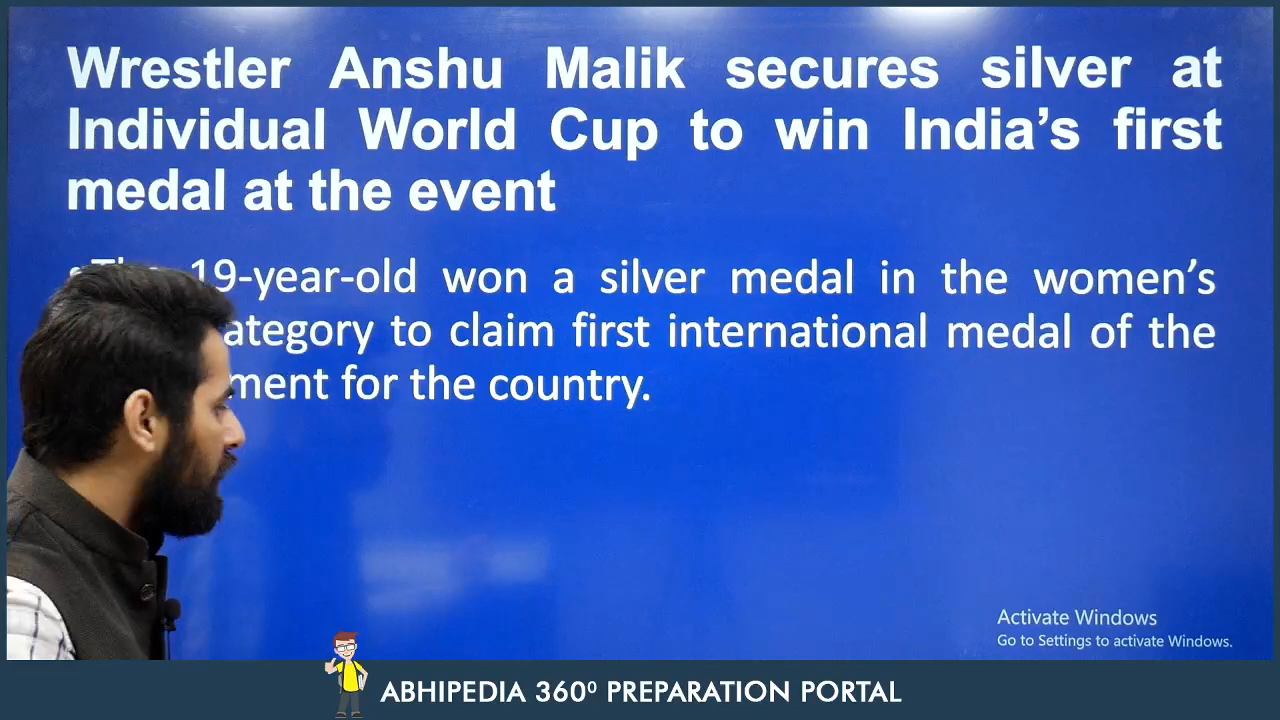 Wrestler Anshu Malik secures silver at
Individual World Cup to win India’s first
medal at the event
19-year-old won a silver medal in the women’s
to claim first international medal of the
for the country.
Activate Windows
Go to Settings to activate Windows.
ABHIPEDIA 360⁰ PREPARATION PORTAL